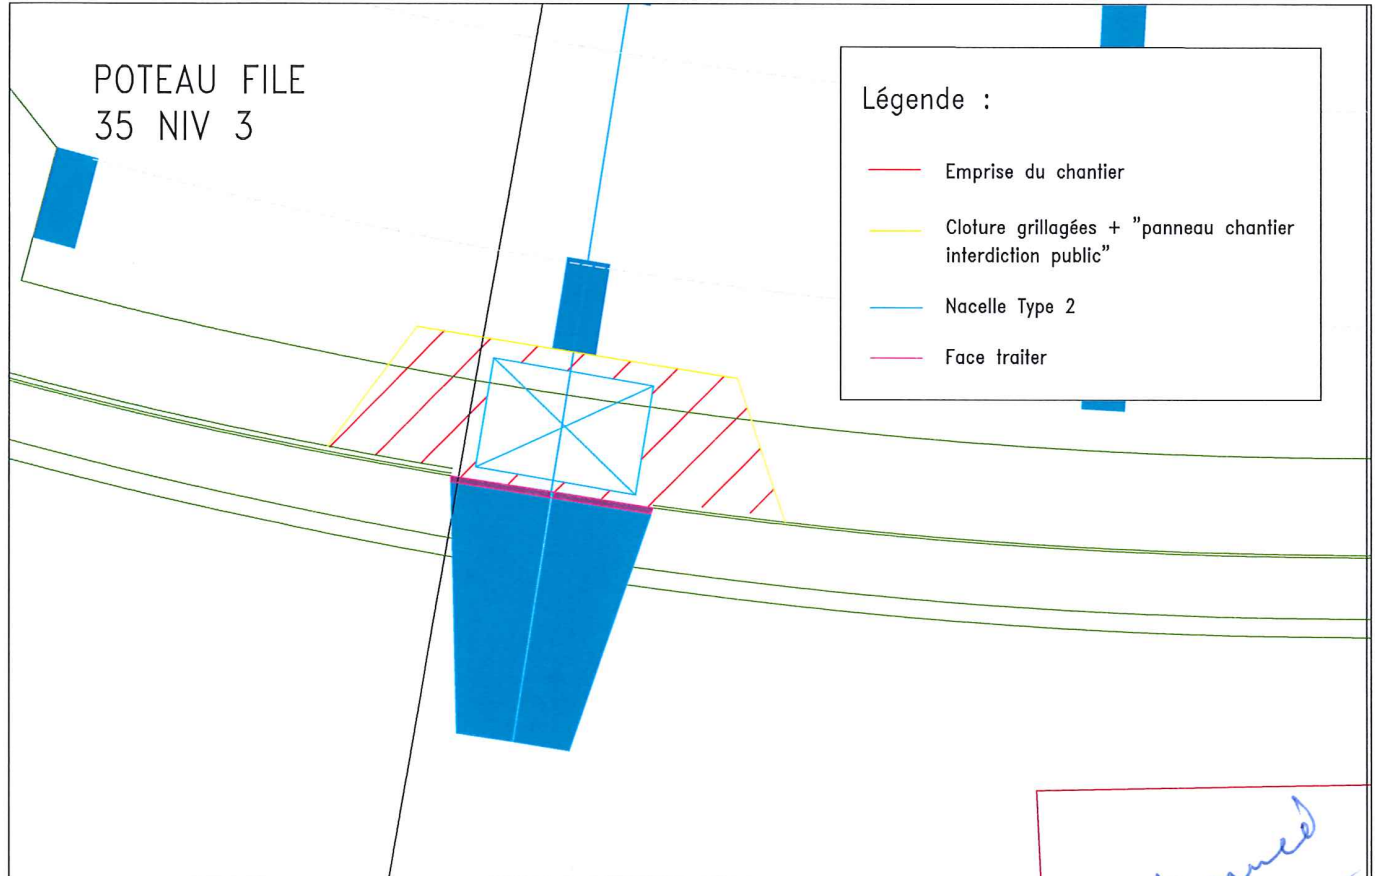 POTEAU FILE
35 NIV 3
Légende :
Emprise du chantier
Cloture grillagées + "panneau chantier
interdiction public"
Nacelle Type 2
Face traiter